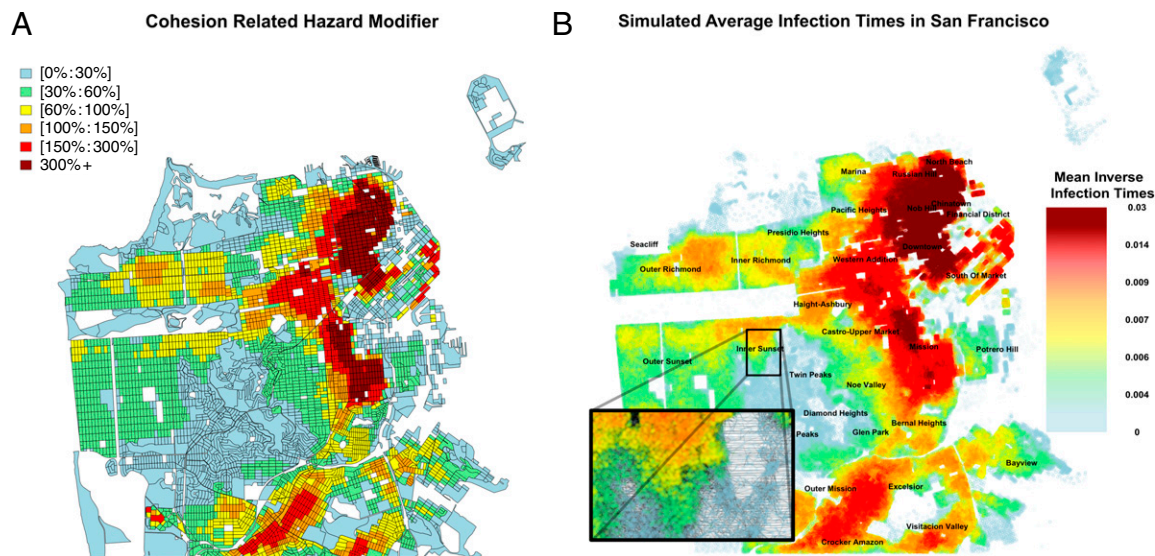 A
Cohesion Related Hazard Modifier
[0%:30%]
[30%:60%]
[60%:100%]
[100%:150%]
[150%:300%]
300%+
B
Simulated Average Infection Times in San Francisco
North Beach
Marina
Russian Hill
Chinatown
Pacific Heights
Nob Hill
Financial District
Presidio Heights
Seacliff
Downtown
Inner Richmond
Western Addition
Outer Richmond
South Of Market
Haight-Ashbury
Castro-Upper Market
Mission
Inner Sunset
Potrero Hill
Outer Sunset
Twin Peaks
Noe Valley
Diamond Heights
Bernal Heights
Glen Park
Peaks
Bayview
Excelsior
Outer Mission
Visitacion Valley
Crocker Amazon
Mean Inverse
Infection Times
0.03
0.014
0.009
0.007
0.006
0.004
0